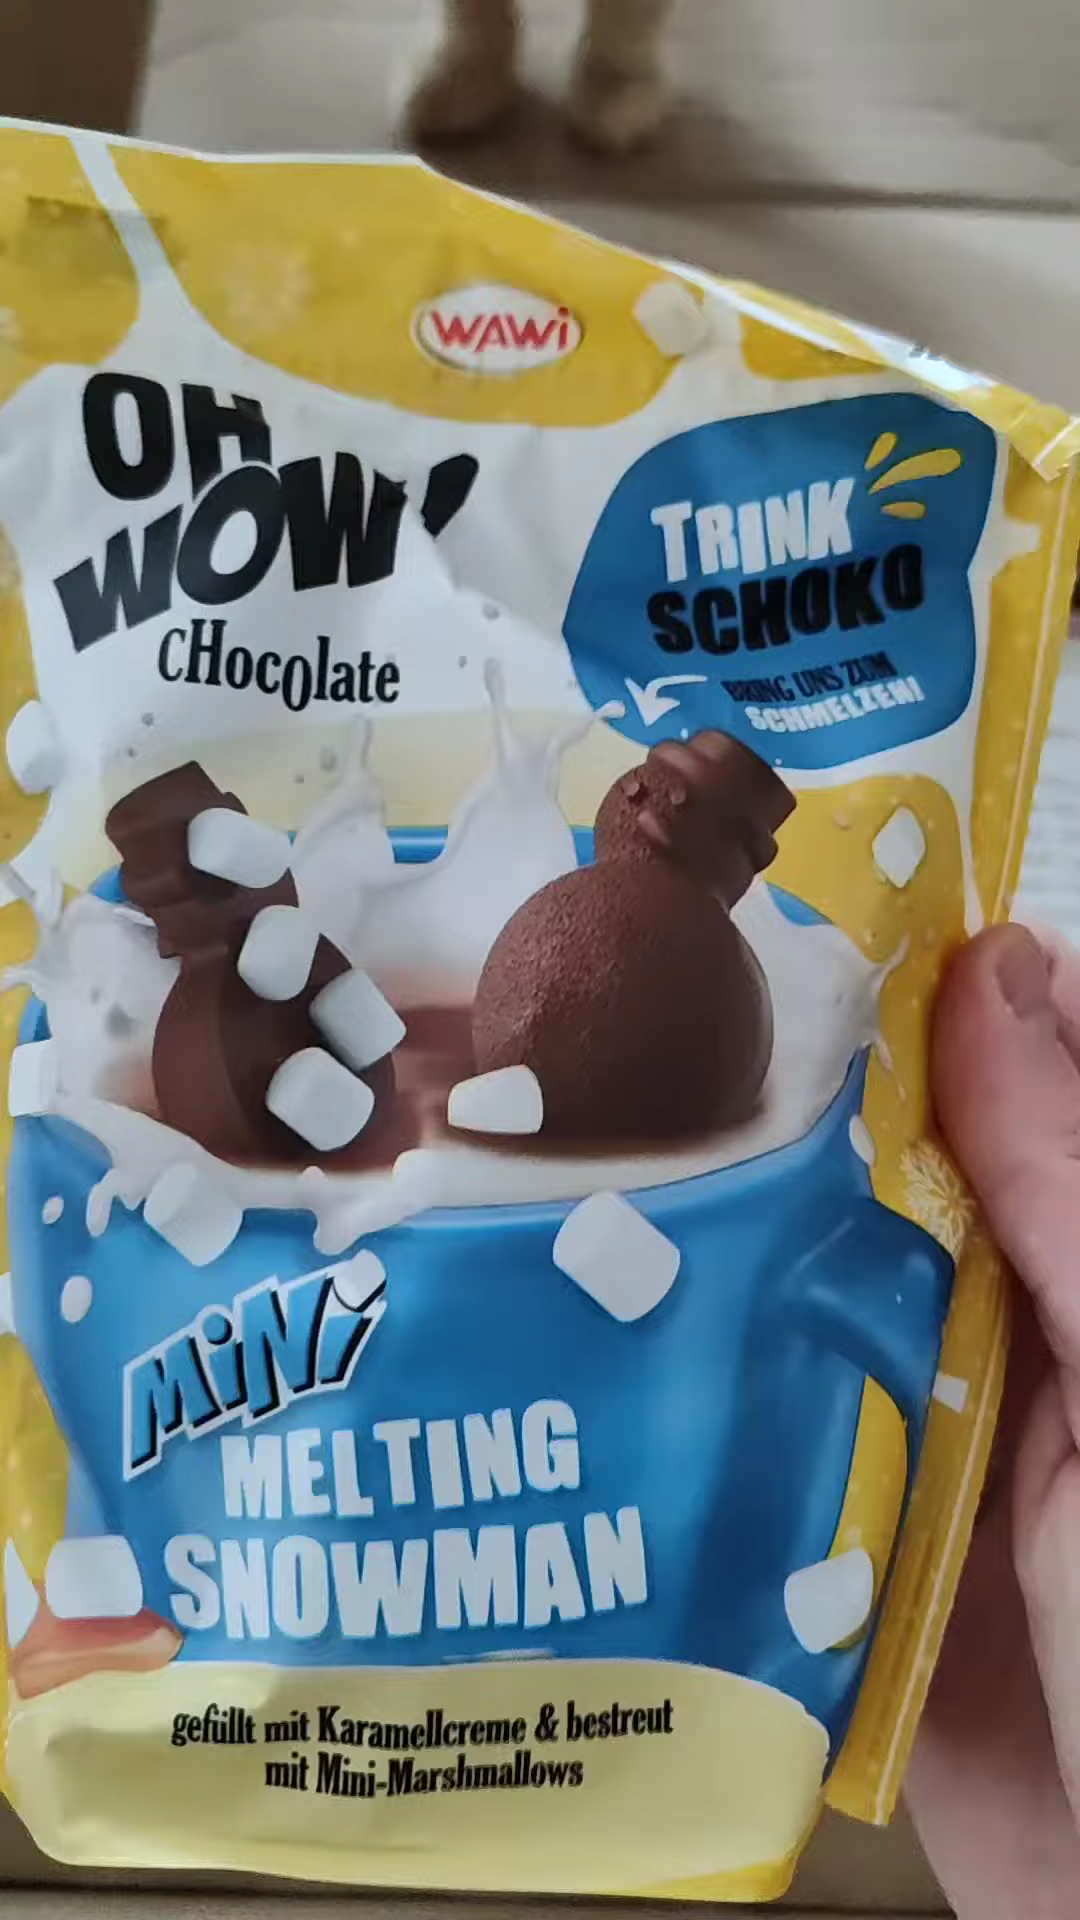 WAWi
OH
WOW!
CHocolate
TRINK
SCHOKO
BRING UNS ZUM
SCHMELZEN!
MiNi
MELTING
SNOWMAN
gefüllt mit Karamellcreme & bestreut
mit Mini-Marshmallows